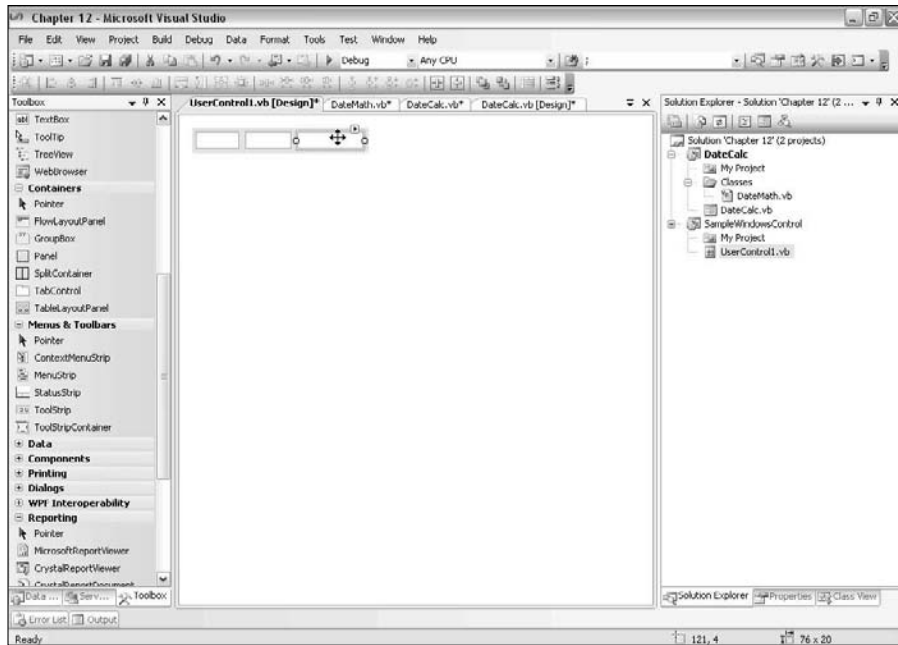 Chapter 12 - Microsoft Visual Studio
File Edit View Project Build Debug Data Format Tools Test Window Help
Debug Any CPU
Toolbox
UserControl1.vb [Design]* DateMath.vb* DateCalc.vb* DateCalc.vb [Design]*
Solution Explorer - Solution 'Chapter 12' (2 ...
abl TextBox
ToolTip
TreeView
WebBrowser
Containers
Pointer
FlowLayoutPanel
GroupBox
Panel
SplitContainer
TabControl
TableLayoutPanel
Menus & Toolbars
Pointer
ContextMenuStrip
MenuStrip
StatusStrip
ToolStrip
ToolStripContainer
Data
Components
Printing
Dialogs
WPF Interoperability
Reporting
Pointer
MicrosoftReportViewer
CrystalReportViewer
CrystalReportDocument
Data ... Serv... Toolbox
Solution 'Chapter 12' (2 projects)
DateCalc
My Project
Classes
DateMath.vb
DateCalc.vb
SampleWindowsControl
My Project
UserControl1.vb
Solution Explorer Properties Class View
Error List Output
Ready
121, 4 76 x 20